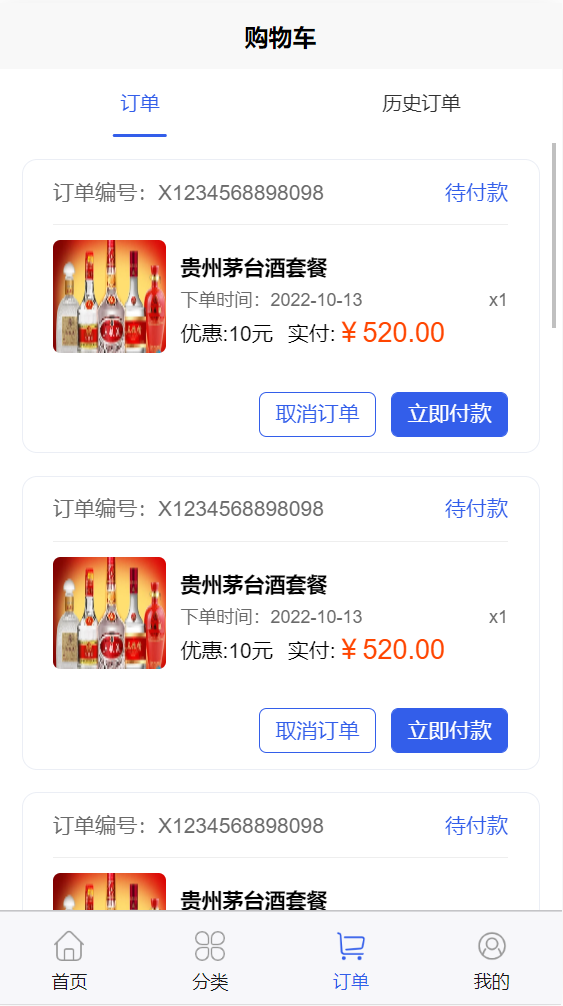 购物车
订单 历史订单
订单编号：X1234568898098 待付款
贵州茅台酒套餐
下单时间：2022-10-13 x1
优惠:10元 实付:￥520.00
取消订单 立即付款
订单编号：X1234568898098 待付款
贵州茅台酒套餐
下单时间：2022-10-13 x1
优惠:10元 实付:￥520.00
取消订单 立即付款
订单编号：X1234568898098 待付款
贵州茅台酒套餐
首页 分类 订单 我的